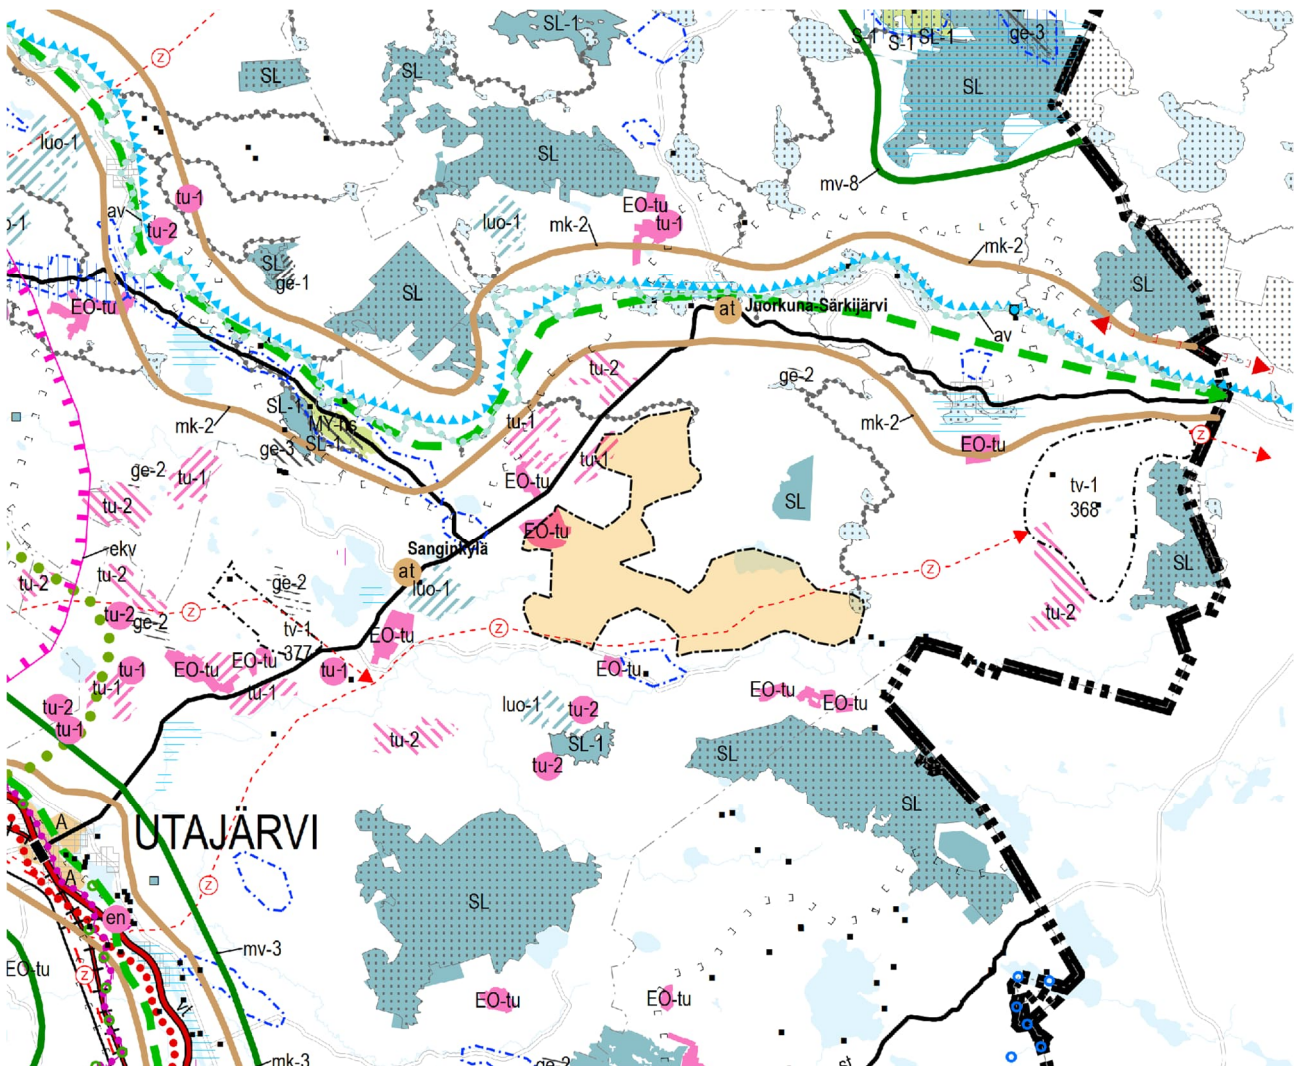 SL-1
S-1
S-1
SL-1
ge-3
z
SL
SL
SL
luo-1
SL
mv-8
tu-1
EO-tu
av
tu-1
luo-1
mk-2
tu-2
mk-2
SL
ge-1
SL
SL
EO-tu
at
Juorkuna-Särkijärvi
av
tu-2
ge-2
SL-1
mk-2
MY-hs
tu-1
mk-2
z
SL-1
ge-3
EO-tu
tu-1
ge-2
tu-1
EO-tu
tv-1
368
SL
tu-2
EO-tu
ekv
Sanginkylä
SL
tu-2
at
z
tu-2
ge-2
luo-1
z
tu-2
ge-2
tu-2
z
tv-1
377
EO-tu
EO-tu
EO-tu
tu-1
tu-1
EO-tu
tu-1
tu-1
EO-tu
EO-tu
tu-2
luo-1
tu-2
tu-1
tu-2
SL-1
SL
tu-2
SL
A
UTAJÄRVI
A
z
SL
en
mv-3
EO-tu
z
EO-tu
EO-tu
vt
mk-3
ge-2
st